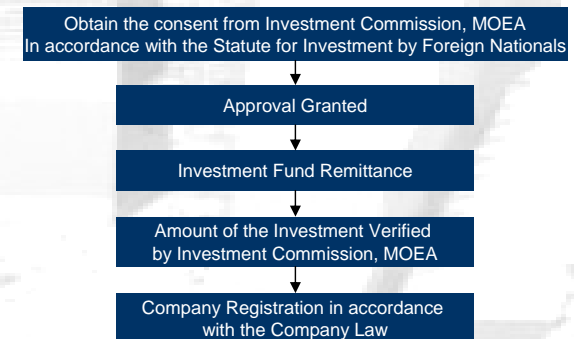 Obtain the consent from Investment Commission, MOEA
In accordance with the Statute for Investment by Foreign Nationals
Approval Granted
Investment Fund Remittance
Amount of the Investment Verified
by Investment Commission, MOEA
Company Registration in accordance
with the Company Law